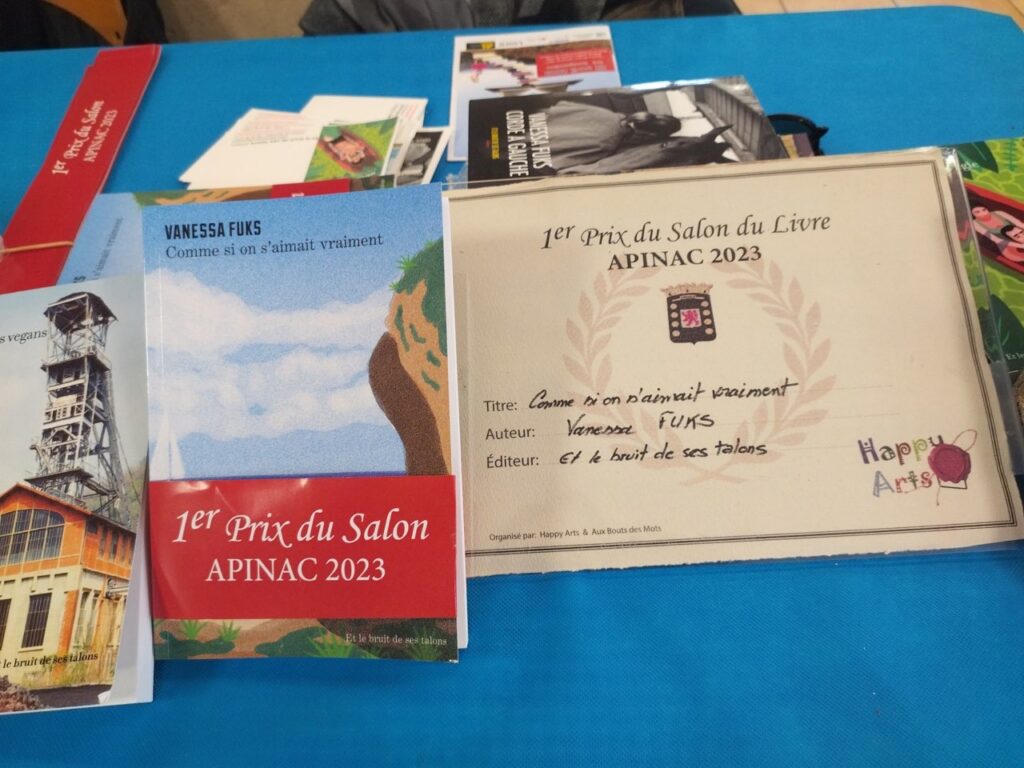 1er Prix du Salon
APINAC 2023
VANESSA FUKS
CORDE A GAUCHE
VANESSA FUKS
Comme si on s'aimait vraiment
1er Prix du Salon
APINAC 2023
Et le bruit de ses talons
s vegans
t le bruit de ses talons
1er Prix du Salon du Livre
APINAC 2023
Titre: Comme si on s'aimait vraiment
Auteur: Vanessa FUKS
Éditeur: Et le bruit de ses talons
Happy
Arts
Organisé par: Happy Arts & Aux Bouts des Mots